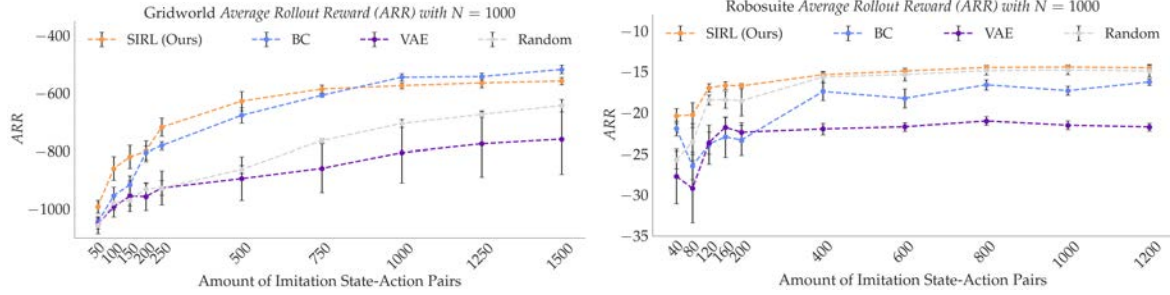 Gridworld Average Rollout Reward (ARR) with N = 1000
SIRL (Ours) BC VAE Random
ARR
−400
−600
−800
−1000
50 100 150 200 250 500 750 1000 1250 1500
Amount of Imitation State-Action Pairs
Robosuite Average Rollout Reward (ARR) with N = 1000
SIRL (Ours) BC VAE Random
ARR
−10
−15
−20
−25
−30
−35
40 80 120 160 200 400 600 800 1000 1200
Amount of Imitation State-Action Pairs